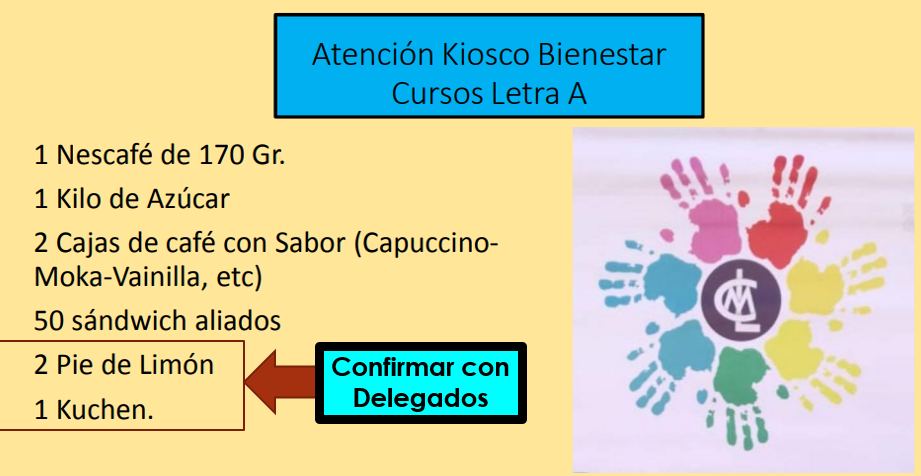 Atención Kiosco Bienestar
Cursos Letra A
1 Nescafé de 170 Gr.
1 Kilo de Azúcar
2 Cajas de café con Sabor (Capuccino-
Moka-Vainilla, etc)
50 sándwich aliados
2 Pie de Limón
1 Kuchen.
Confirmar con
Delegados